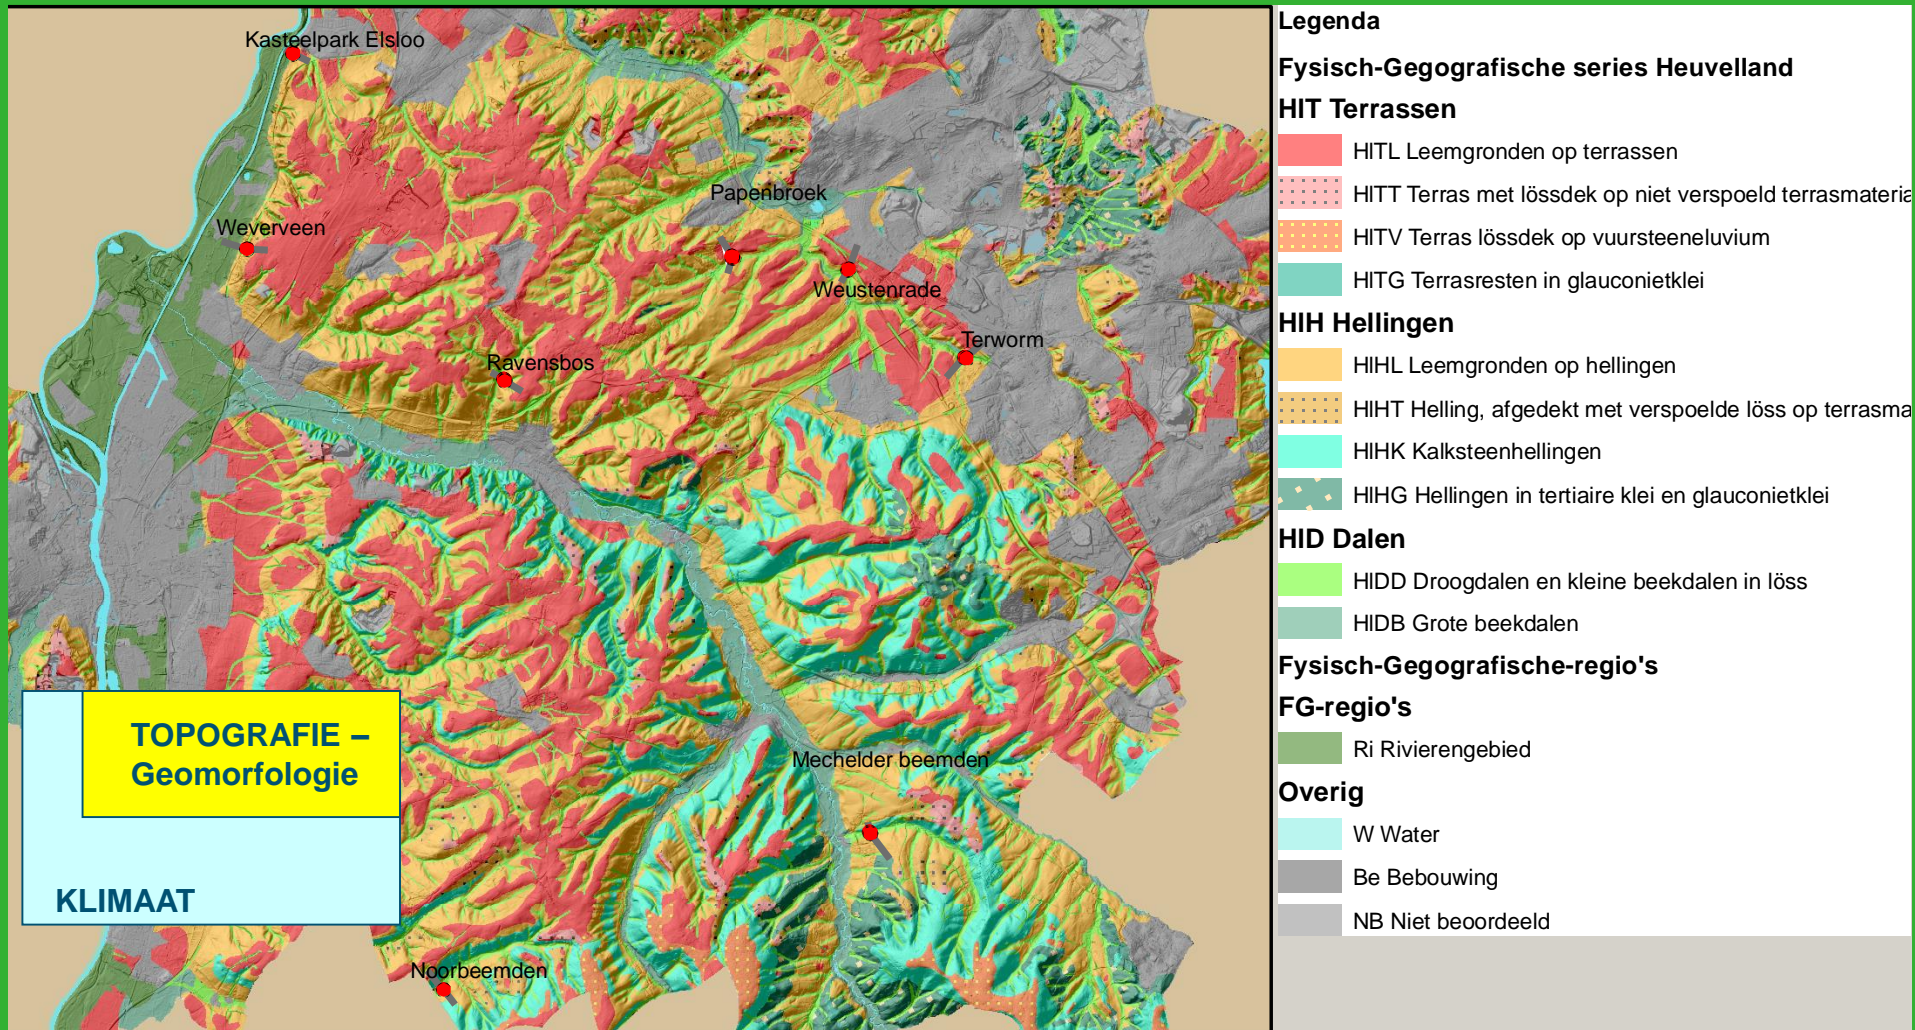 Kasteelpark Elsloo
Papenbroek
Weverveen
Weustenrade
Terworm
Ravensbos
Mechelder beemden
Noorbeemden
TOPOGRAFIE –
Geomorfologie
KLIMAAT
Legenda
Fysisch-Gegografische series Heuvelland
HIT Terrassen
HITL Leemgronden op terrassen
HITT Terras met lössdek op niet verspoeld terrasmateria
HITV Terras lössdek op vuursteeneluvium
HITG Terrasresten in glauconietklei
HIH Hellingen
HIHL Leemgronden op hellingen
HIHT Helling, afgedekt met verspoelde löss op terrasma
HIHK Kalksteenhellingen
HIHG Hellingen in tertiaire klei en glauconietklei
HID Dalen
HIDD Droogdalen en kleine beekdalen in löss
HIDB Grote beekdalen
Fysisch-Gegografische-regio's
FG-regio's
Ri Rivierengebied
Overig
W Water
Be Bebouwing
NB Niet beoordeeld